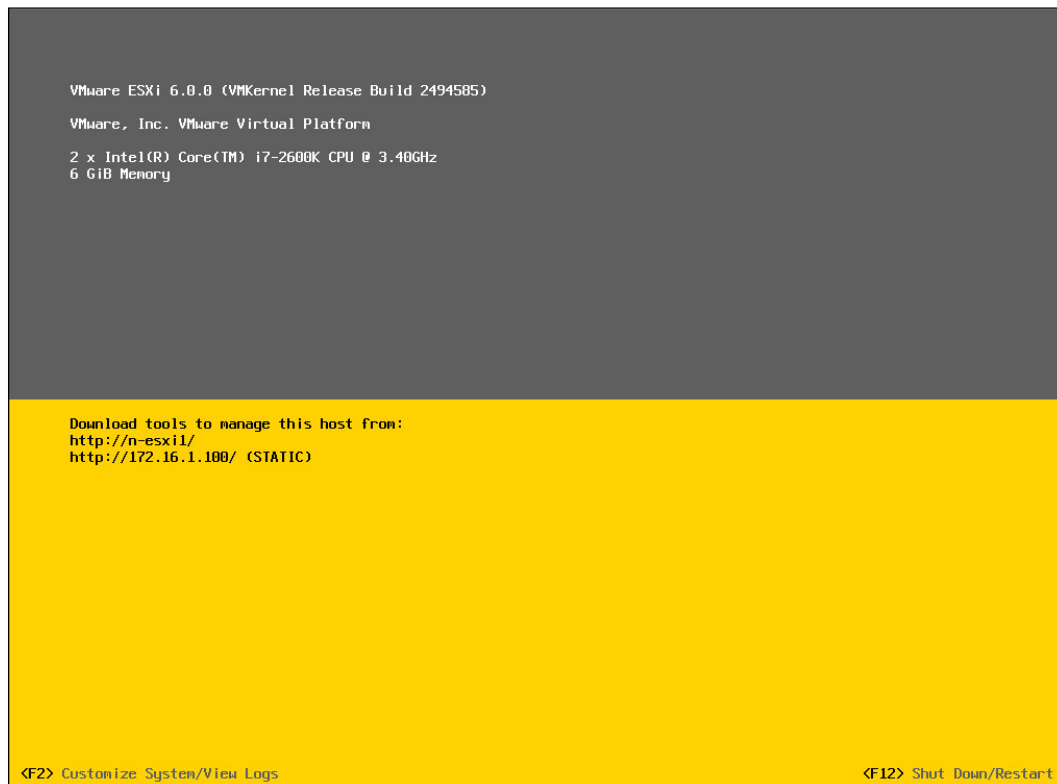 VMware ESXi 6.0.0 (VMKernel Release Build 2494585)
VMware, Inc. VMware Virtual Platform
2 x Intel(R) Core(TM) i7-2600K CPU @ 3.40GHz
6 GiB Memory
Download tools to manage this host from:
http://n-esxi1/
http://172.16.1.100/ (STATIC)
<F2> Customize System/View Logs
<F12> Shut Down/Restart